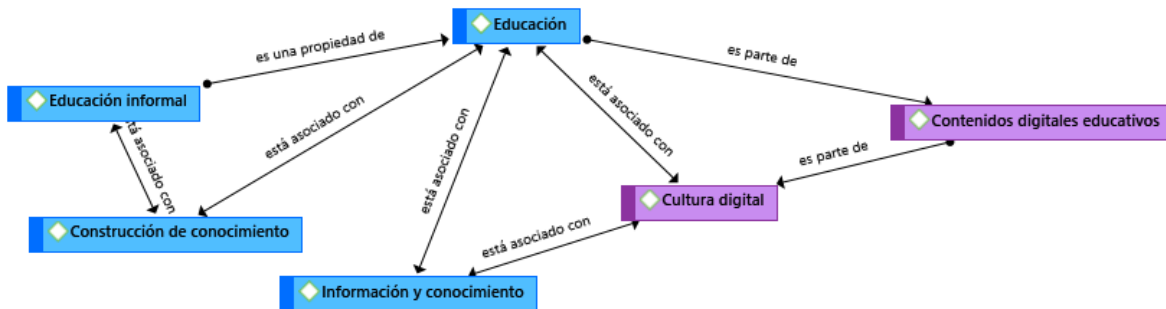 Educación
es una propiedad de
es parte de
Educación informal
está asociado con
está asociado con
está asociado con
está asociado con
Contenidos digitales educativos
es parte de
Cultura digital
Construcción de conocimiento
está asociado con
Información y conocimiento